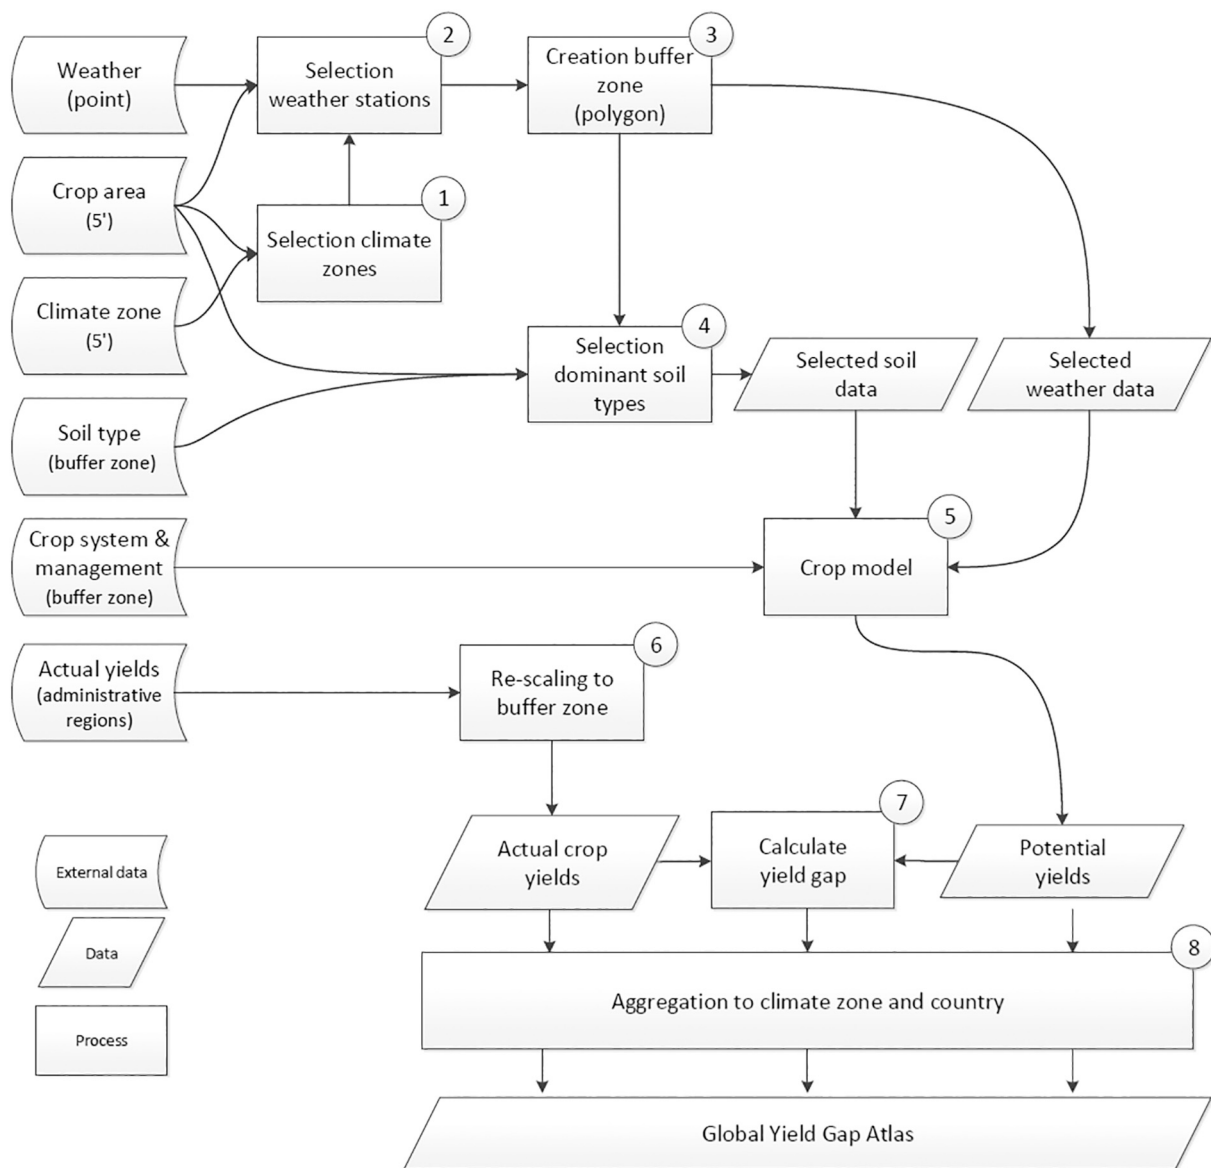 Weather
(point)
Selection
weather stations
2
Creation buffer
zone
(polygon)
3
Crop area
(5')
Selection climate
zones
1
Climate zone
(5')
Selection
dominant soil
types
4
Selected soil
data
Selected
weather data
Soil type
(buffer zone)
Crop system &
management
(buffer zone)
Crop model
5
Actual yields
(administrative
regions)
Re-scaling to
buffer zone
6
Actual crop
yields
Calculate
yield gap
7
Potential
yields
External data
Data
Process
Aggregation to climate zone and country
8
Global Yield Gap Atlas